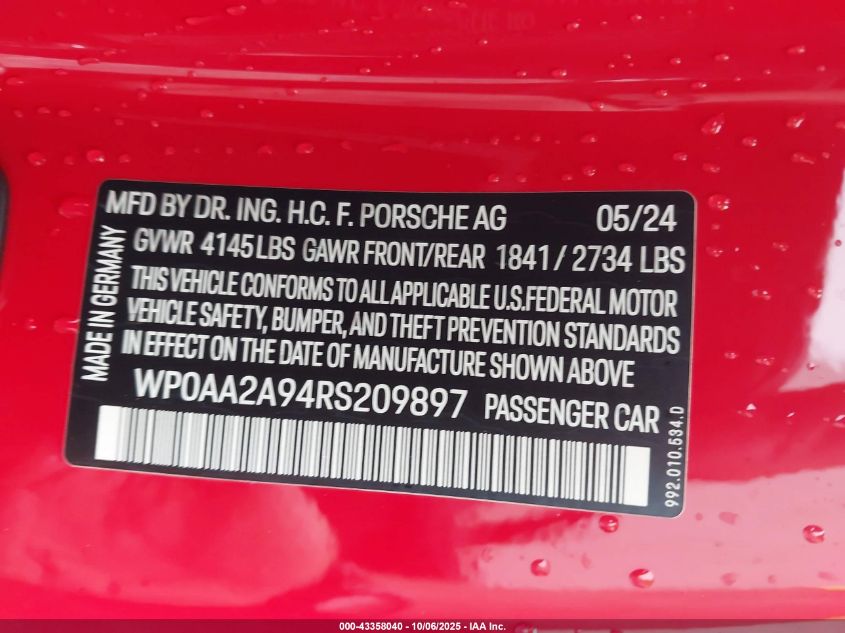 MFD BY DR. ING. H.C. F. PORSCHE AG 05/24
GVWR 4145 LBS GAWR FRONT/REAR 1841 / 2734 LBS
THIS VEHICLE CONFORMS TO ALL APPLICABLE U.S.FEDERAL MOTOR
VEHICLE SAFETY, BUMPER, AND THEFT PREVENTION STANDARDS
IN EFFECT ON THE DATE OF MANUFACTURE SHOWN ABOVE
WP0AA2A94RS209897 PASSENGER CAR
MADE IN GERMANY
992.010.534.D
000-43358040 - 10/06/2025 - IAA Inc.